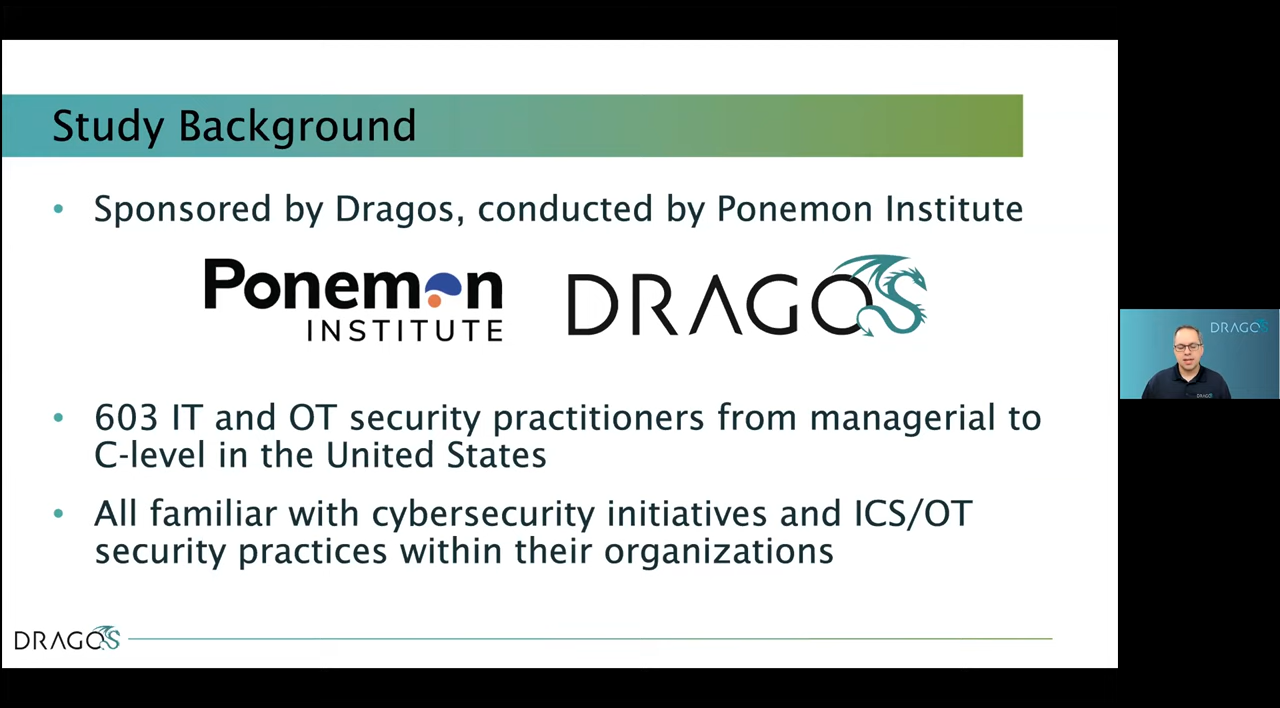 Study Background
• Sponsored by Dragos, conducted by Ponemon Institute
Ponemon
INSTITUTE
DRAGOS
• 603 IT and OT security practitioners from managerial to
C-level in the United States
• All familiar with cybersecurity initiatives and ICS/OT
security practices within their organizations
DRAGOS
DRAGOS
DRAGOS